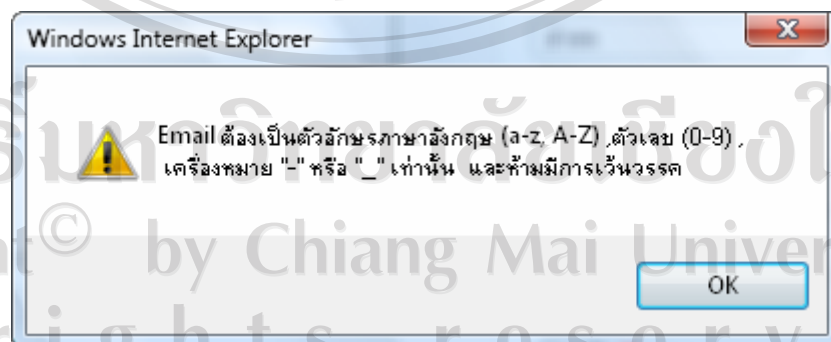 Windows Internet Explorer
Email ต้องเป็นตัวอักษรภาษาอังกฤษ (a-z, A-Z) ,ตัวเลข (0-9) ,
เครื่องหมาย "-" หรือ "_" เท่านั้น และห้ามมีการเว้นวรรค
by Chiang Mai
OK